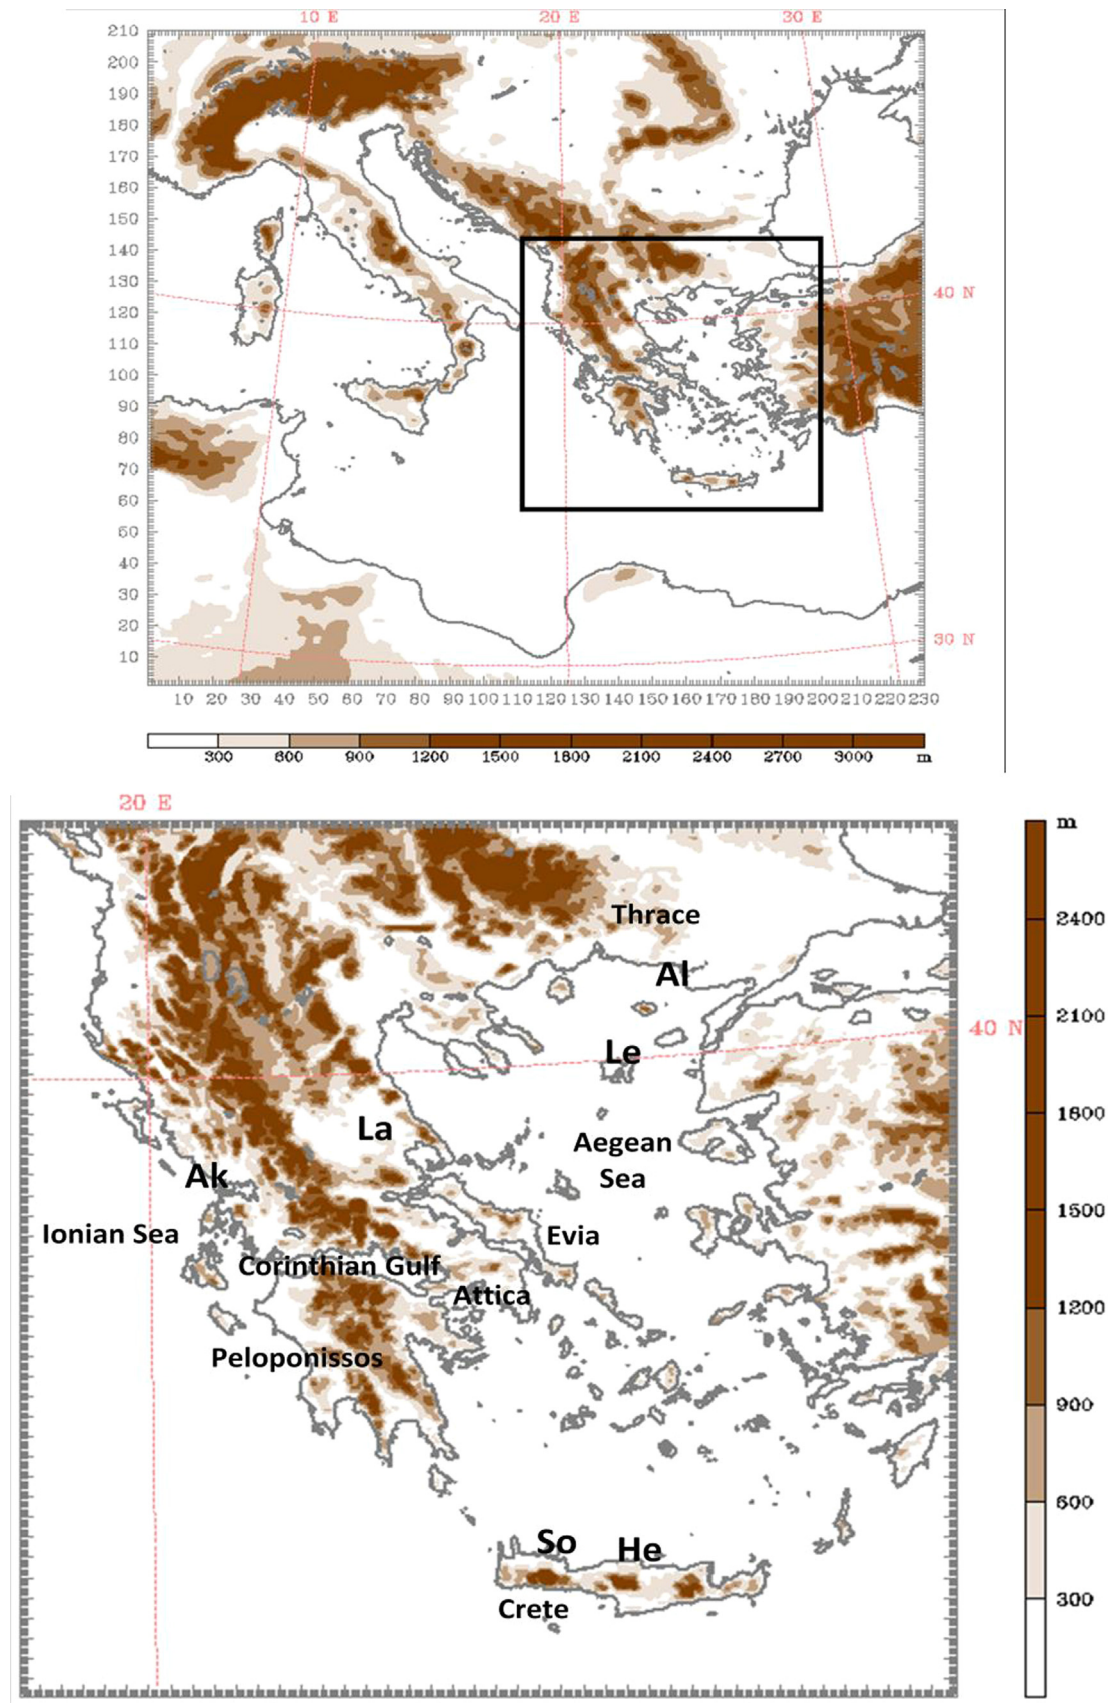 10 E 20 E 30 E
210
200
190
180
170
160
150
140
130
120
110
100
90
80
70
60
50
40
30
20
10
40 N
30 N
10 20 30 40 50 60 70 80 90 100 110 120 130 140 150 160 170 180 190 200 210 220 230
300 600 900 1200 1500 1800 2100 2400 2700 3000 m
20 E
m
Thrace
2400
Al
2100
40 N
Le
1800
La
Aegean
Sea
Ak
1500
Ionian Sea
Evia
Corinthian Gulf
Attica
1200
Peloponissos
900
600
So
He
300
Crete